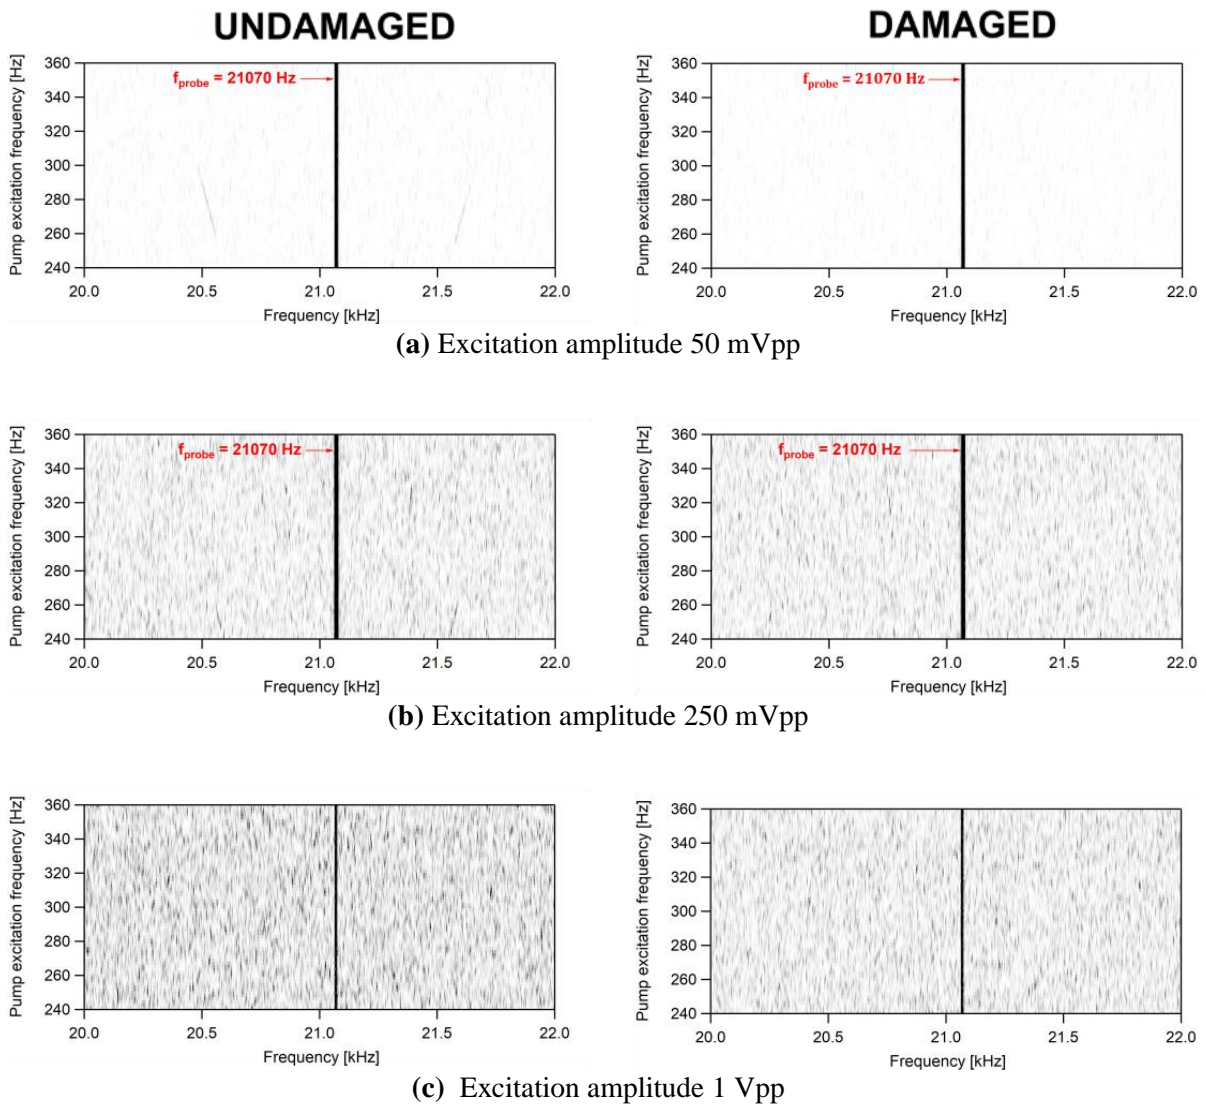 UNDAMAGED
DAMAGED
Pump excitation frequency [Hz]
360
340
320
300
280
260
240
f_probe = 21070 Hz
20.0 20.5 21.0 21.5 22.0
Frequency [kHz]
Pump excitation frequency [Hz]
360
340
320
300
280
260
240
f_probe = 21070 Hz
20.0 20.5 21.0 21.5 22.0
Frequency [kHz]
(a) Excitation amplitude 50 mVpp
Pump excitation frequency [Hz]
360
340
320
300
280
260
240
f_probe = 21070 Hz
20.0 20.5 21.0 21.5 22.0
Frequency [kHz]
Pump excitation frequency [Hz]
360
340
320
300
280
260
240
f_probe = 21070 Hz
20.0 20.5 21.0 21.5 22.0
Frequency [kHz]
(b) Excitation amplitude 250 mVpp
Pump excitation frequency [Hz]
360
340
320
300
280
260
240
20.0 20.5 21.0 21.5 22.0
Frequency [kHz]
Pump excitation frequency [Hz]
360
340
320
300
280
260
240
20.0 20.5 21.0 21.5 22.0
Frequency [kHz]
(c) Excitation amplitude 1 Vpp